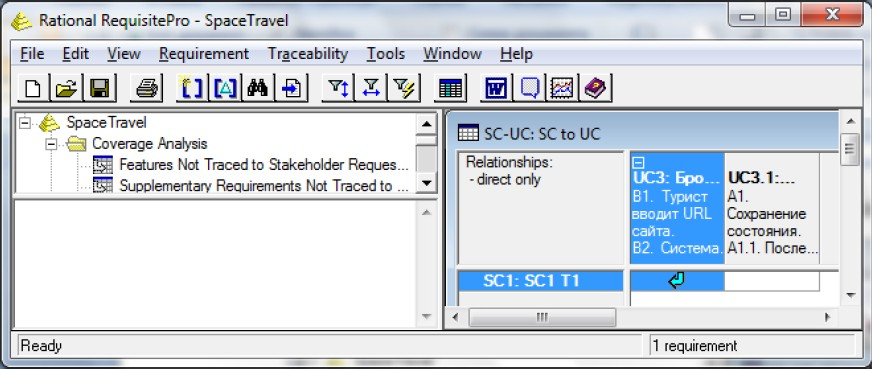 Rational RequisitePro - SpaceTravel
File Edit View Requirement Traceability Tools Window Help
SpaceTravel
Coverage Analysis
Features Not Traced to Stakeholder Reques...
Supplementary Requirements Not Traced to ...
SC-UC: SC to UC
Relationships:
- direct only
UC3: Бро...
B1. Турист
вводит URL
сайта.
B2. Система.
UC3.1:...
A1.
Сохранение
состояния.
A1.1. После...
SC1: SC1 T1
Ready
1 requirement